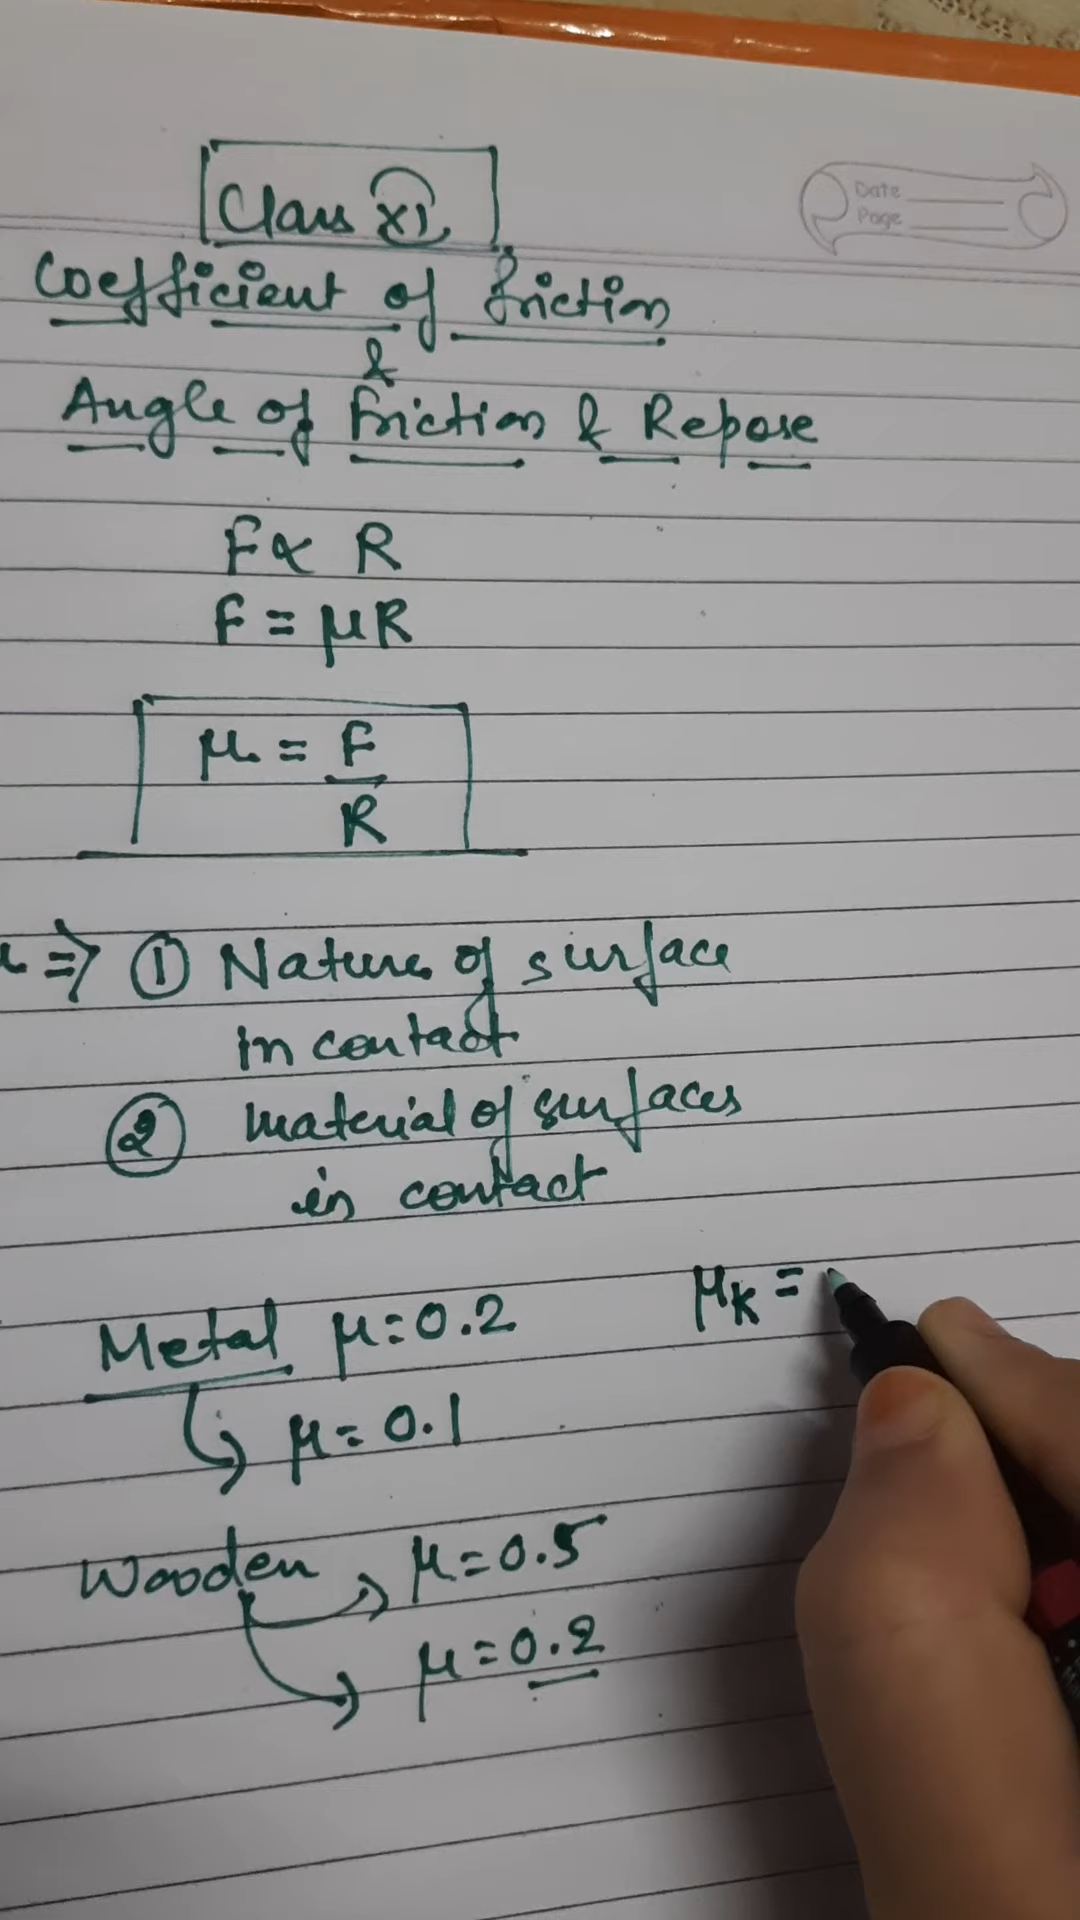 Class XI
Date
Page
Coefficient of friction
&
Angle of Friction & Repose
F ∝ R
F = μR
μ = F
R
⇒ ① Nature of surface
in contact
② material of surfaces
in contact
Metal μ = 0.2
μK =
μ = 0.1
Wooden → μ = 0.5
→ μ = 0.2